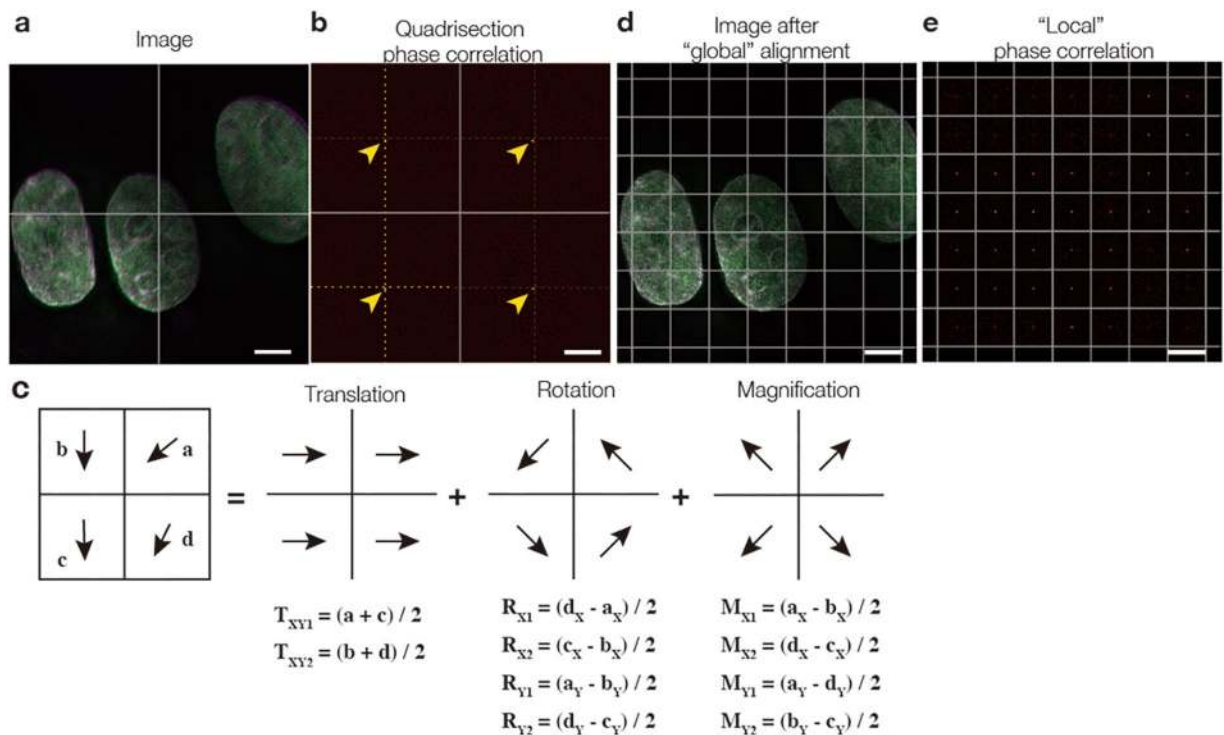 a
Image
b
Quadrisection
phase correlation
d
Image after
“global” alignment
e
“Local”
phase correlation
c
b
a
c
d
=
Translation
+
Rotation
+
Magnification
T_XY1 = (a + c) / 2
T_XY2 = (b + d) / 2
R_X1 = (d_X - a_X) / 2
R_X2 = (c_X - b_X) / 2
R_Y1 = (a_Y - b_Y) / 2
R_Y2 = (d_Y - c_Y) / 2
M_X1 = (a_X - b_X) / 2
M_X2 = (d_X - c_X) / 2
M_Y1 = (a_Y - d_Y) / 2
M_Y2 = (b_Y - c_Y) / 2